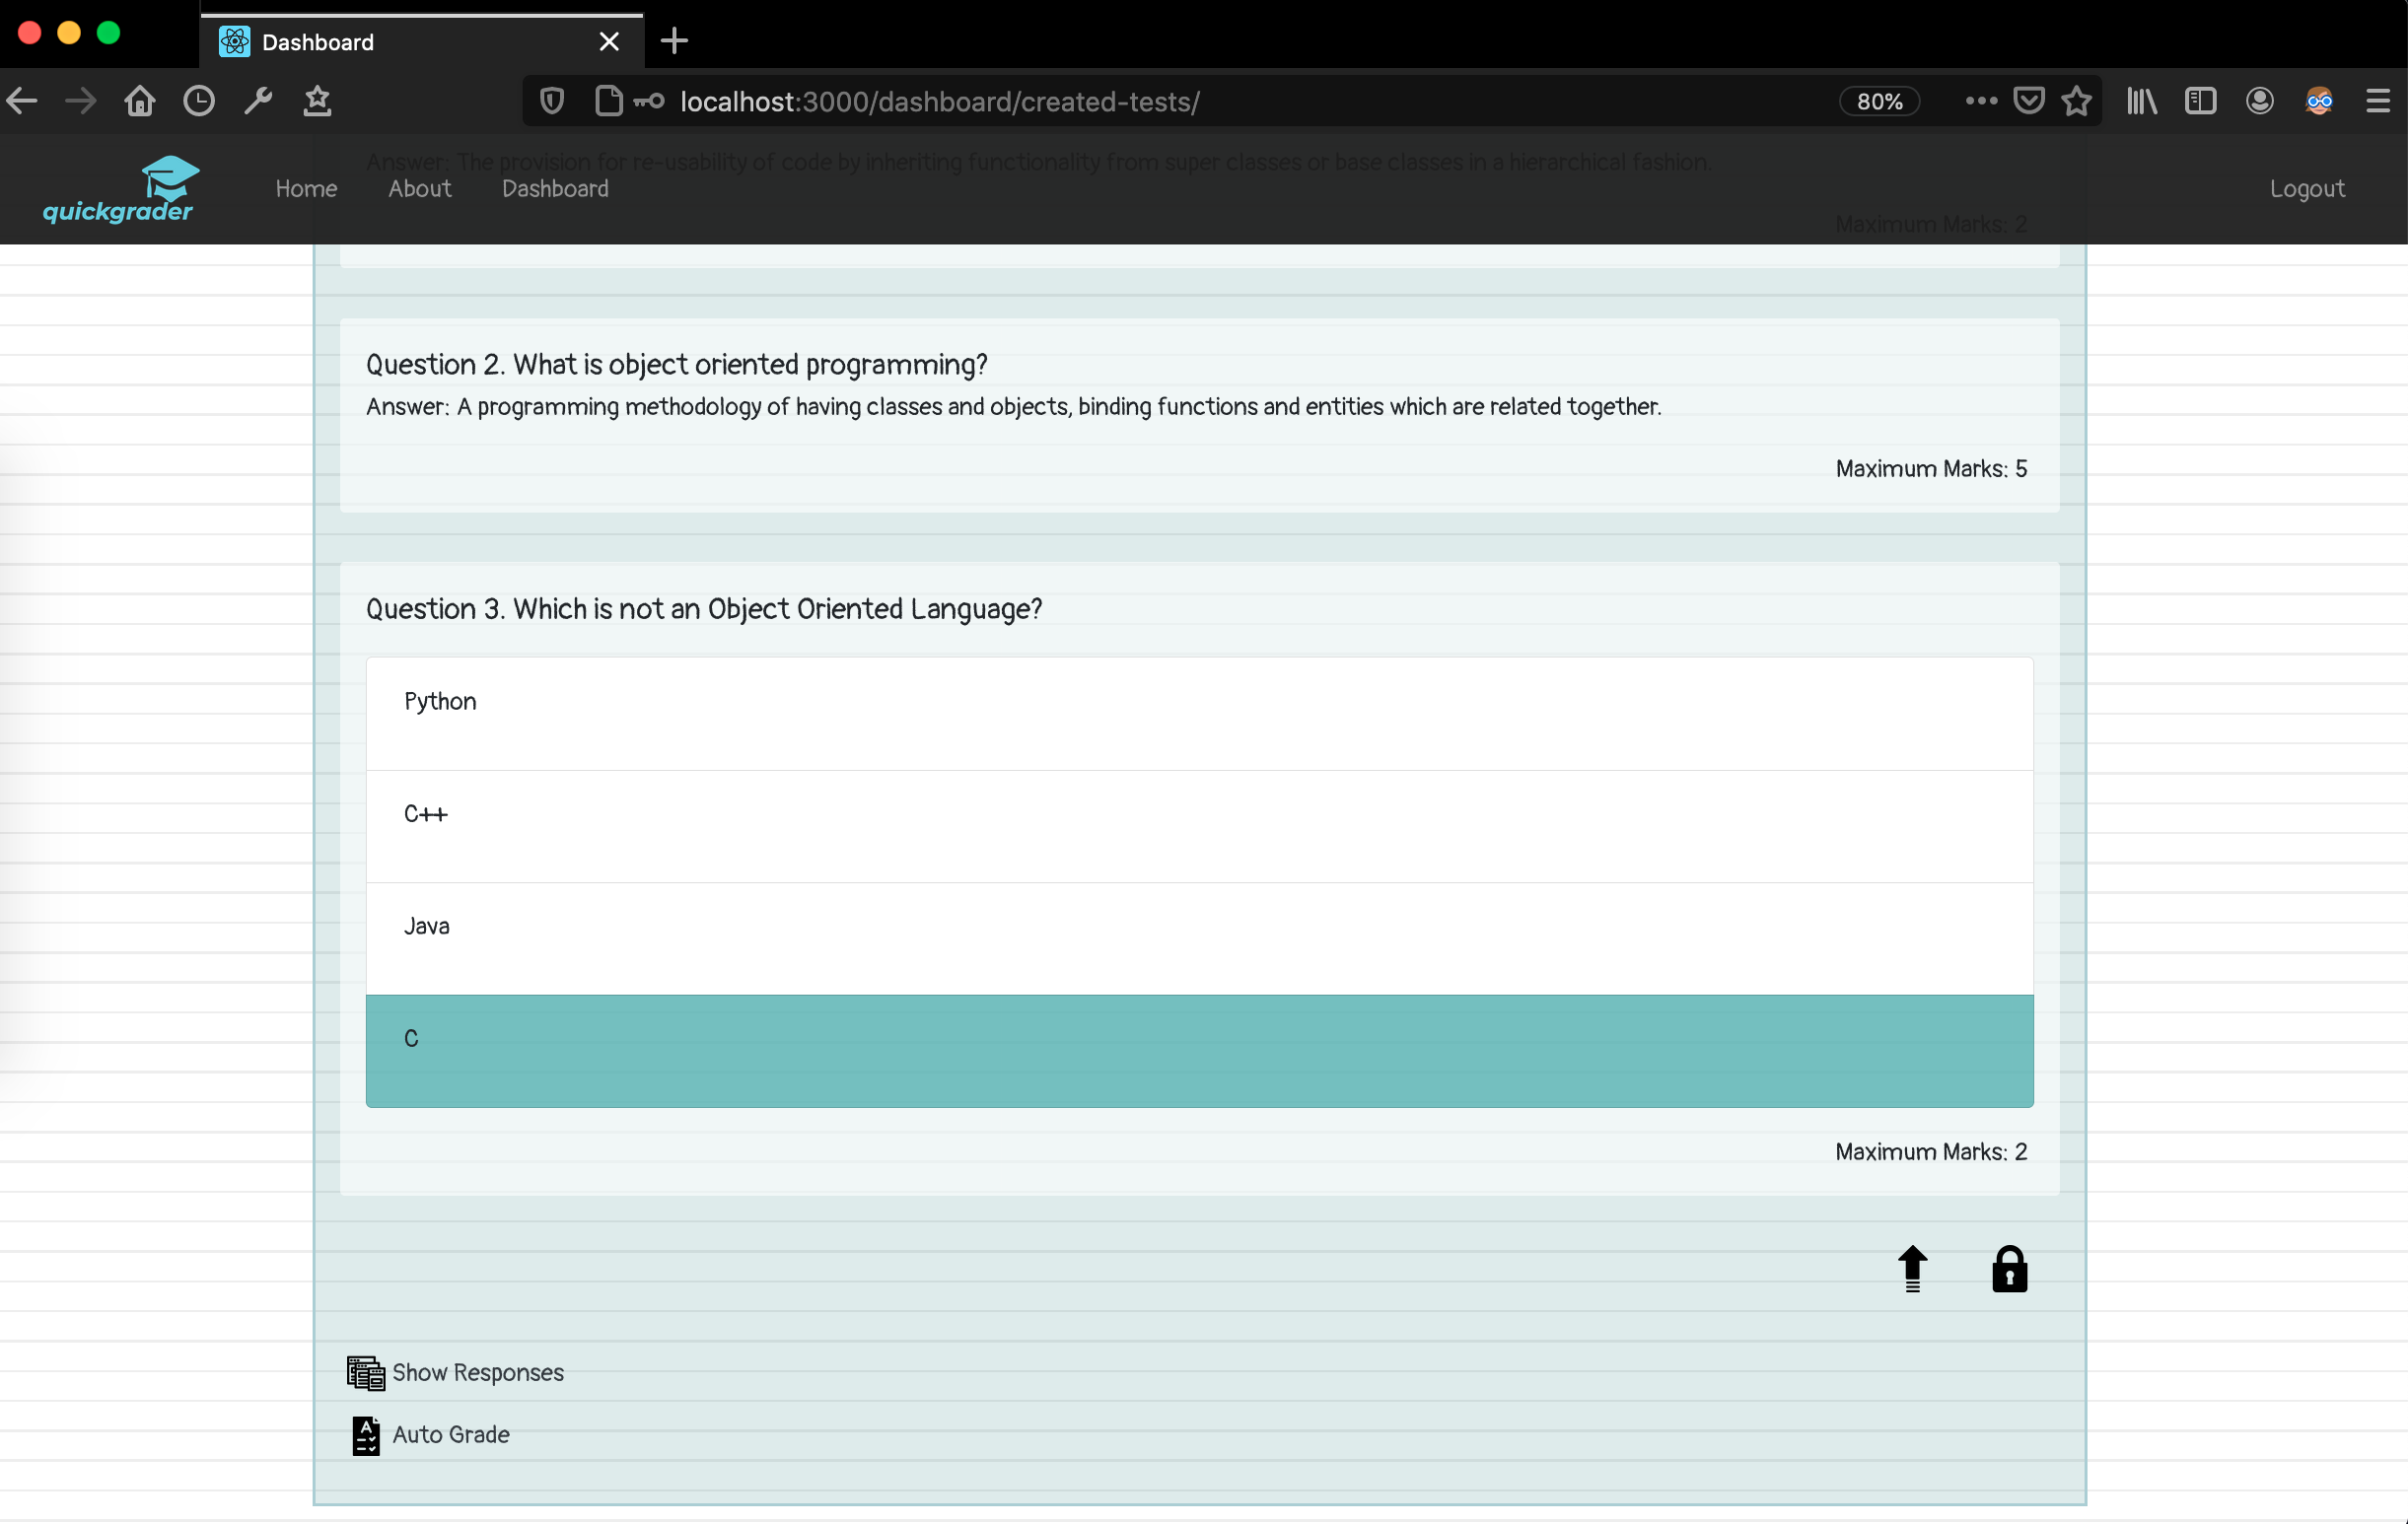 Dashboard
localhost:3000/dashboard/created-tests/
80%
Answer: The provision for re-usability of code by inheriting functionality from super classes or base classes in a hierarchical fashion.
quickgrader
Home About Dashboard Logout
Maximum Marks: 2
Question 2. What is object oriented programming?
Answer: A programming methodology of having classes and objects, binding functions and entities which are related together.
Maximum Marks: 5
Question 3. Which is not an Object Oriented Language?
Python
C++
Java
C
Maximum Marks: 2
Show Responses
A
Auto Grade